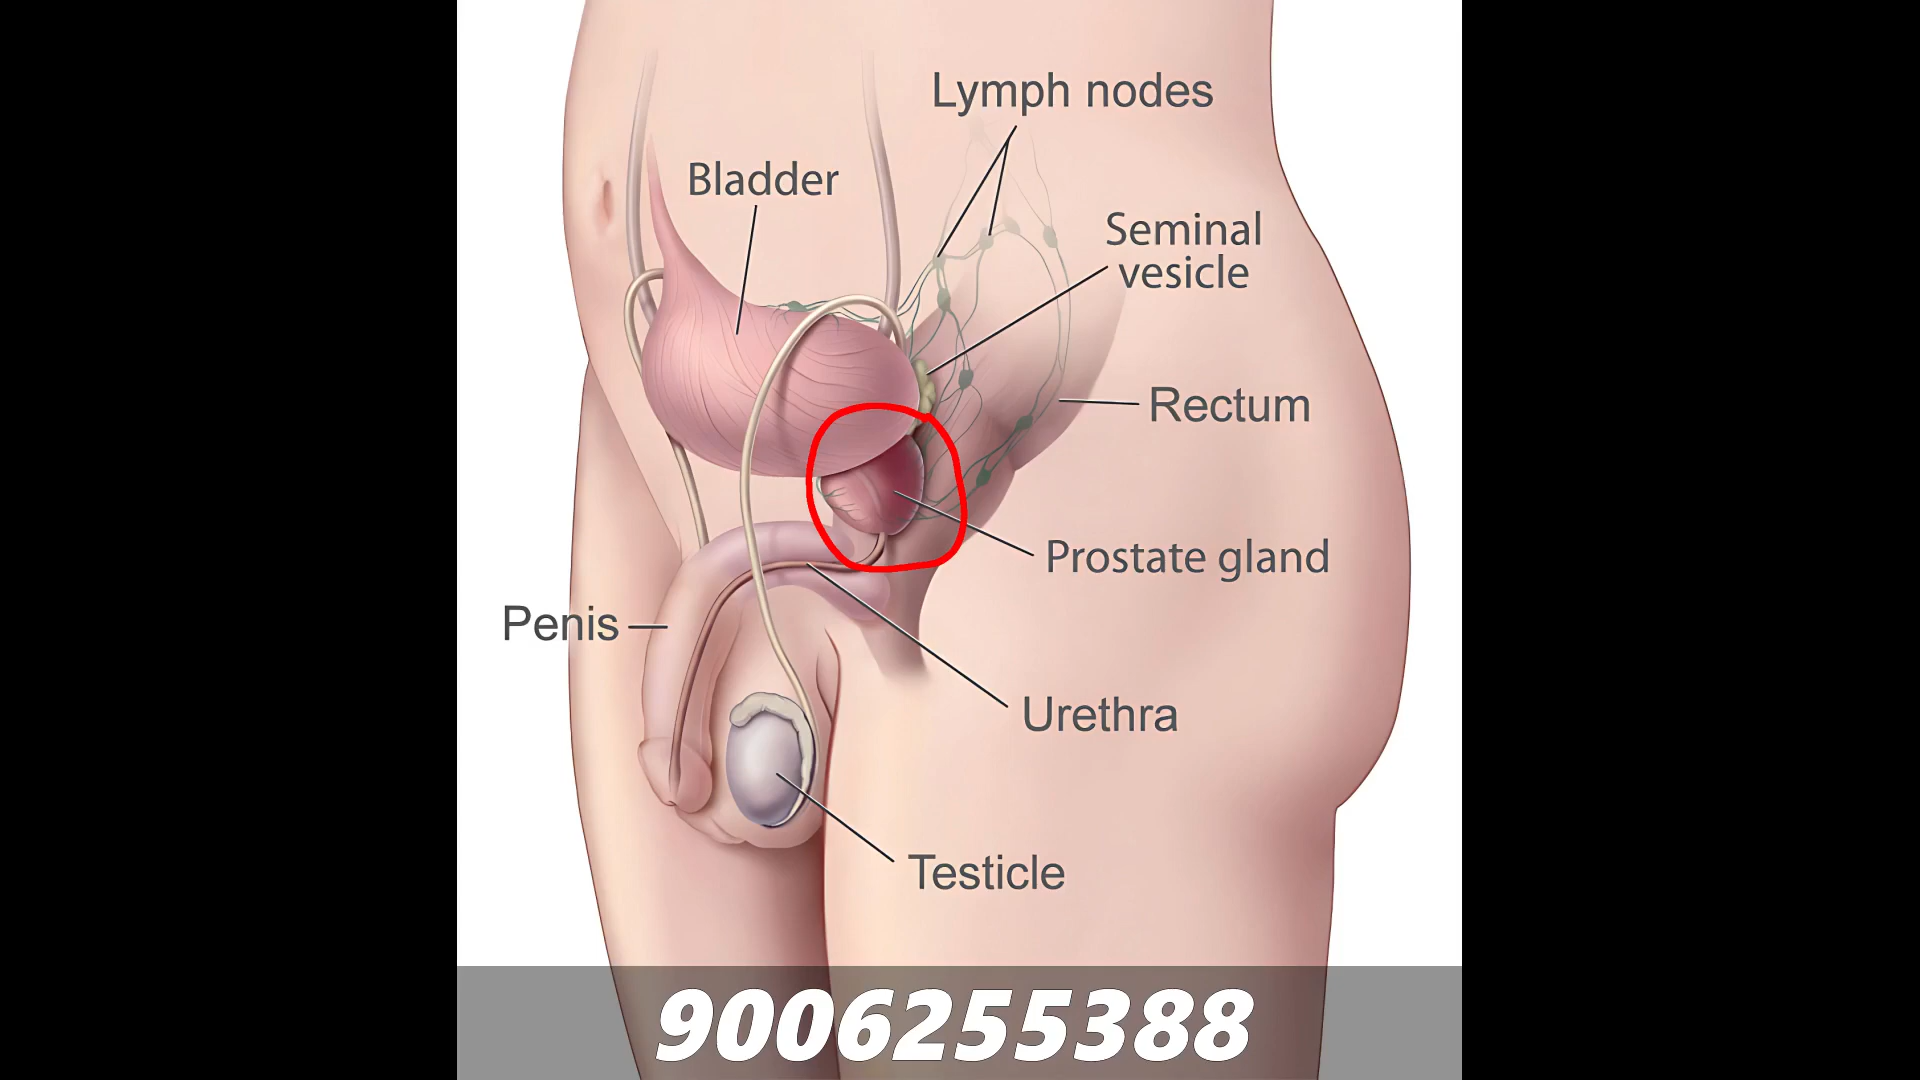 Lymph nodes
Bladder
Seminal
vesicle
Rectum
Prostate gland
Penis
Urethra
Testicle
9006255388